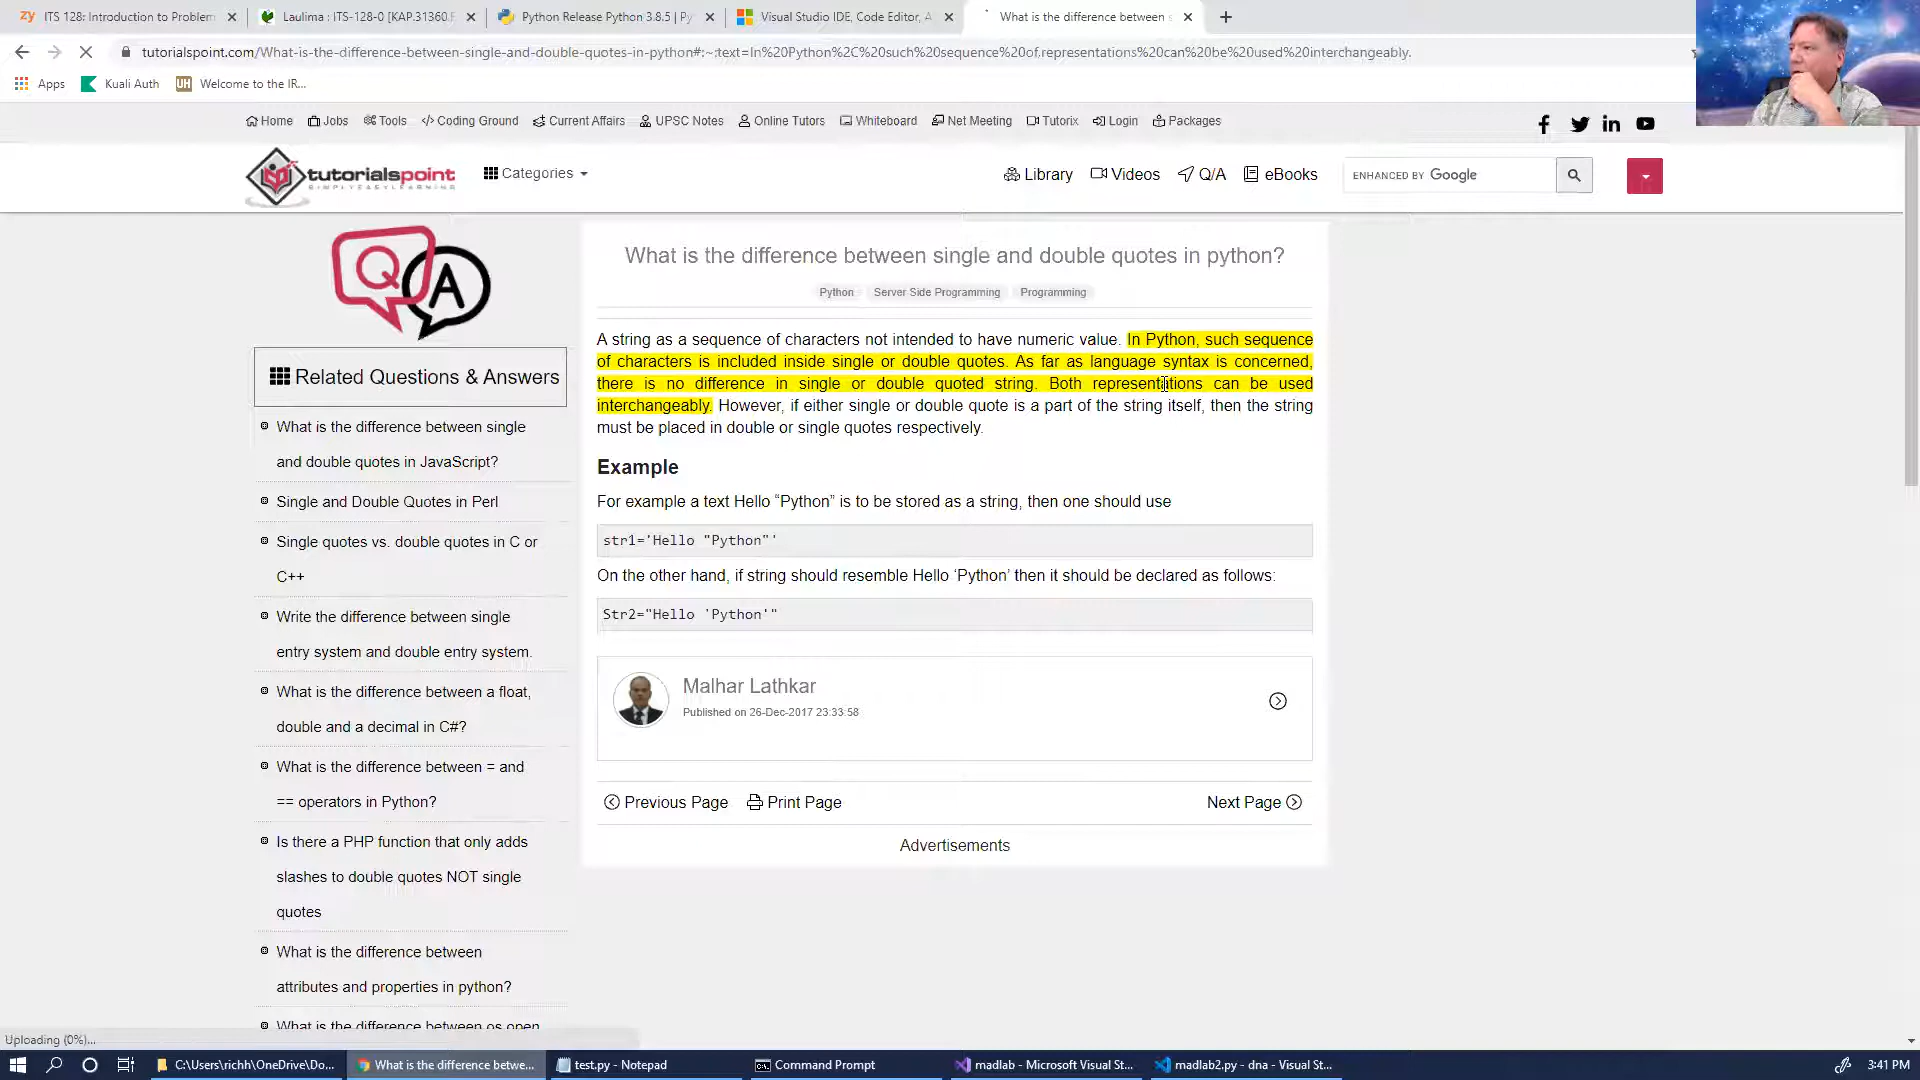 ITS 128: Introduction to Problem
Laulima : ITS-128-0 [KAP.31360.F
Python Release Python 3.8.5 | Py
Visual Studio IDE, Code Editor, A
What is the difference between s
tutorialspoint.com/What-is-the-difference-between-single-and-double-quotes-in-python#:~:text=In%20Python%2C%20such%20sequence%20of,representations%20can%20be%20used%20interchangeably.
Apps
Kuali Auth
Welcome to the IR...
Home
Jobs
Tools
Coding Ground
Current Affairs
UPSC Notes
Online Tutors
Whiteboard
Net Meeting
Tutorix
Login
Packages
tutorialspoint
SIMPLYEASYLEARNING
Categories
Library
Videos
Q/A
eBooks
ENHANCED BY Google
Q A
Related Questions & Answers
What is the difference between single
and double quotes in JavaScript?
Single and Double Quotes in Perl
Single quotes vs. double quotes in C or
C++
Write the difference between single
entry system and double entry system.
What is the difference between a float,
double and a decimal in C#?
What is the difference between = and
== operators in Python?
Is there a PHP function that only adds
slashes to double quotes NOT single
quotes
What is the difference between
attributes and properties in python?
What is the difference between os.open
What is the difference between single and double quotes in python?
Python
Server Side Programming
Programming
A string as a sequence of characters not intended to have numeric value. In Python, such sequence
of characters is included inside single or double quotes. As far as language syntax is concerned,
there is no difference in single or double quoted string. Both representations can be used
interchangeably. However, if either single or double quote is a part of the string itself, then the string
must be placed in double or single quotes respectively.
Example
For example a text Hello “Python” is to be stored as a string, then one should use
str1='Hello "Python"'
On the other hand, if string should resemble Hello ‘Python’ then it should be declared as follows:
Str2="Hello 'Python'"
Malhar Lathkar
Published on 26-Dec-2017 23:33:58
Previous Page
Print Page
Next Page
Advertisements
Uploading (0%)...
C:\Users\richh\OneDrive\Do...
What is the difference betwe...
test.py - Notepad
Command Prompt
madlab - Microsoft Visual St...
madlab2.py - dna - Visual St...
3:41 PM